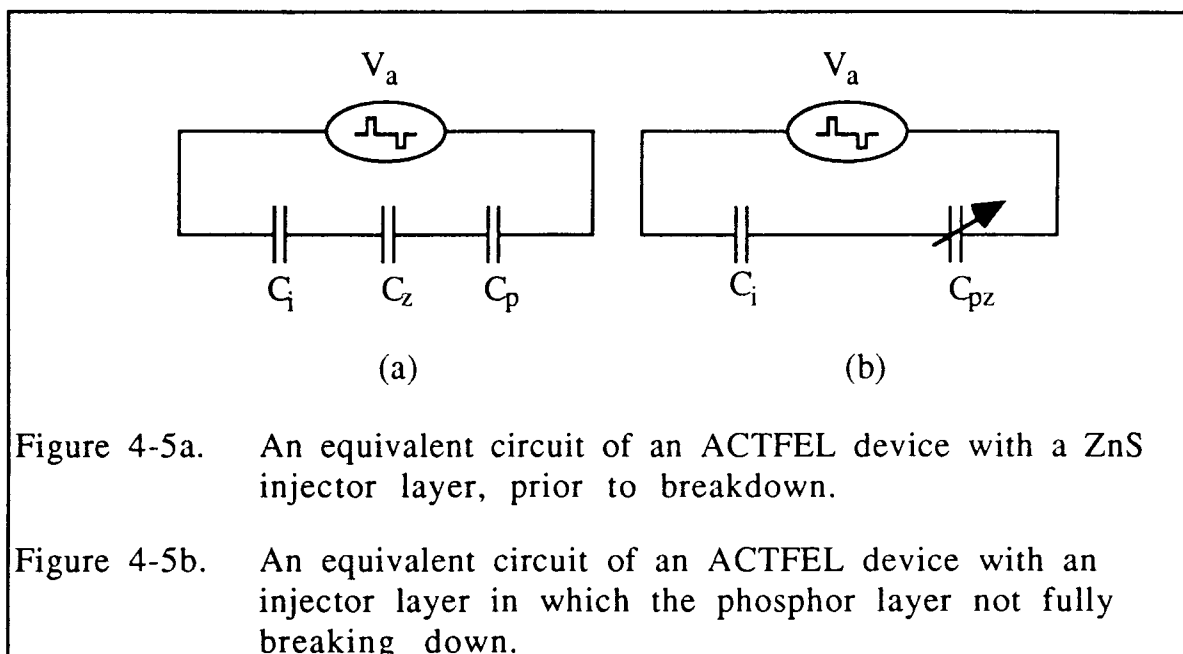 V_a V_a
C_i C_z C_p C_i C_pz
(a) (b)
Figure 4-5a. An equivalent circuit of an ACTFEL device with a ZnS
injector layer, prior to breakdown.
Figure 4-5b. An equivalent circuit of an ACTFEL device with an
injector layer in which the phosphor layer not fully
breaking down.